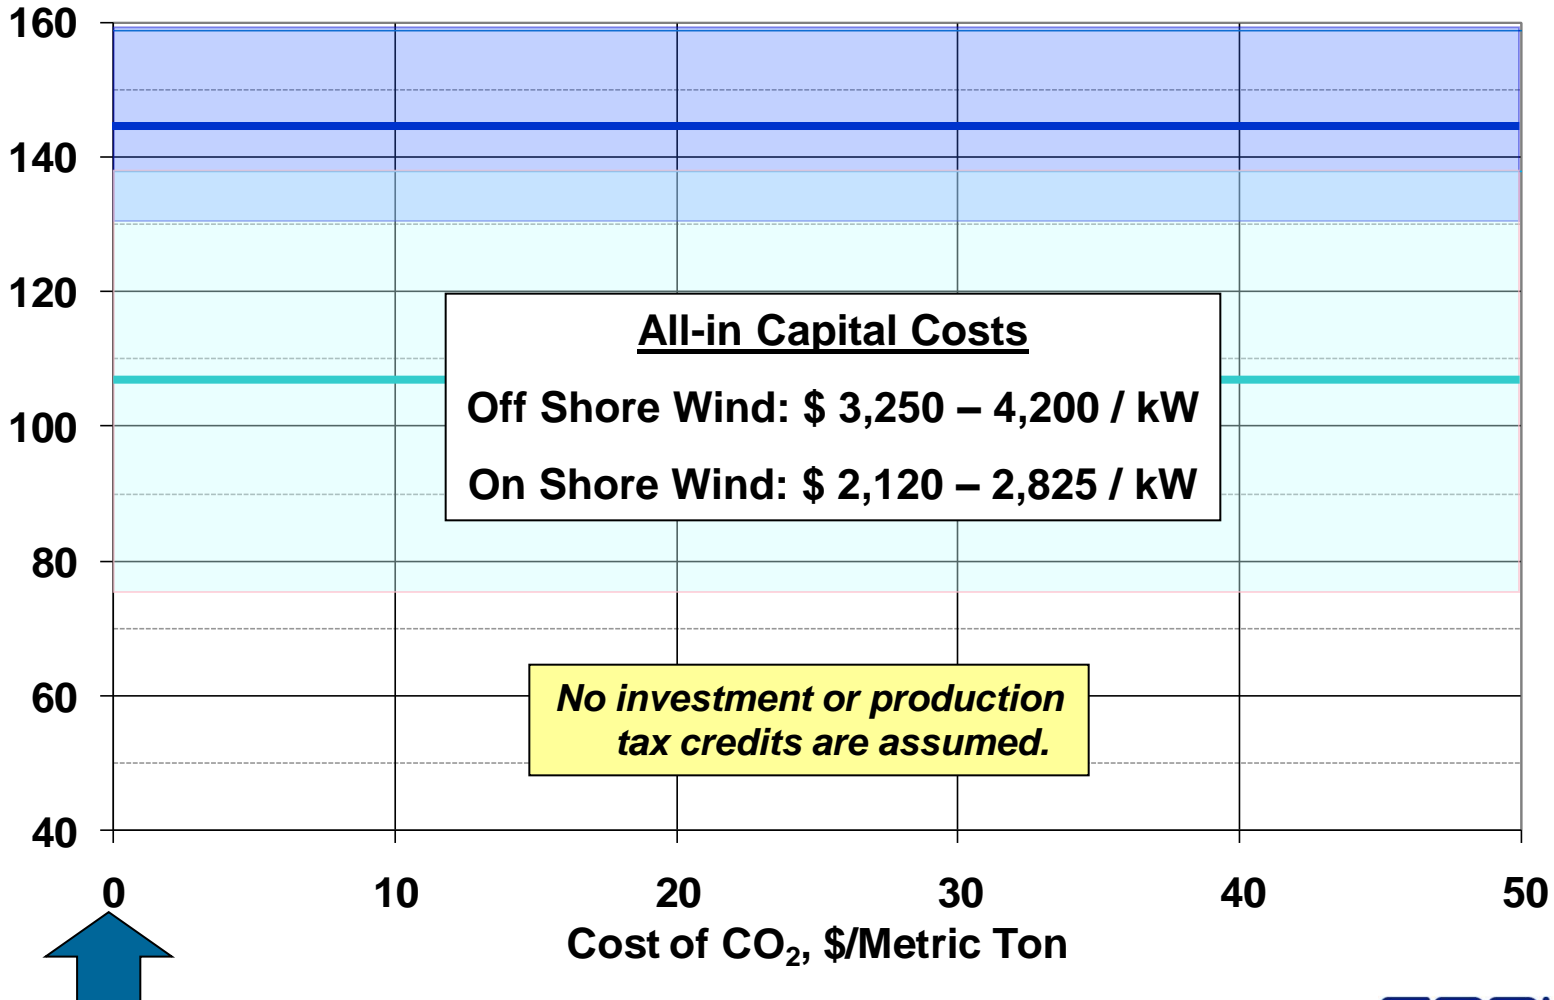 160
140
120
100
80
60
40
All-in Capital Costs
Off Shore Wind: $ 3,250 – 4,200 / kW
On Shore Wind: $ 2,120 – 2,825 / kW
No investment or production
tax credits are assumed.
0 10 20 30 40 50
Cost of CO₂, $/Metric Ton